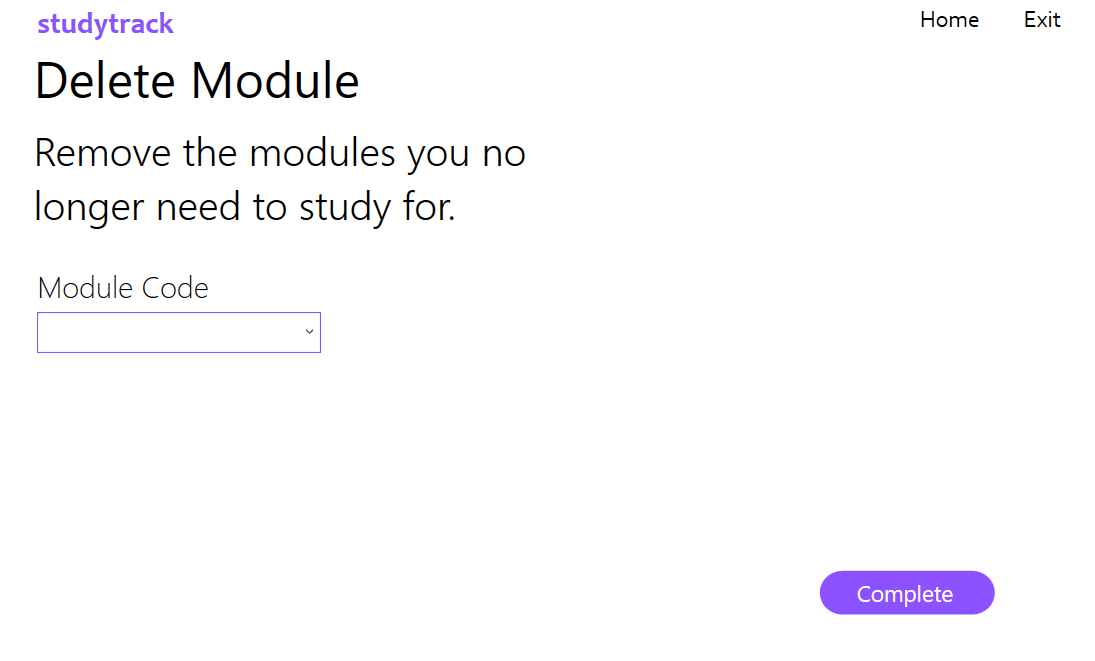 studytrack
Home
Exit
Delete Module
Remove the modules you no
longer need to study for.
Module Code
Complete